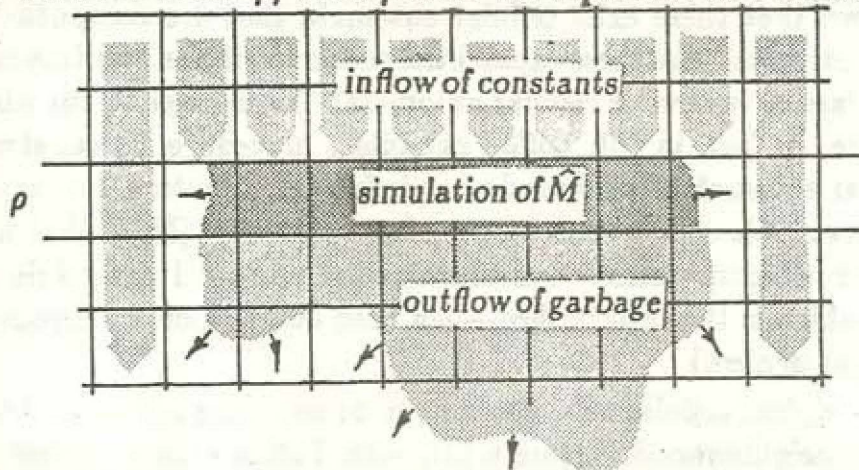 inflow of constants
ρ
simulation of M̂
outflow of garbage